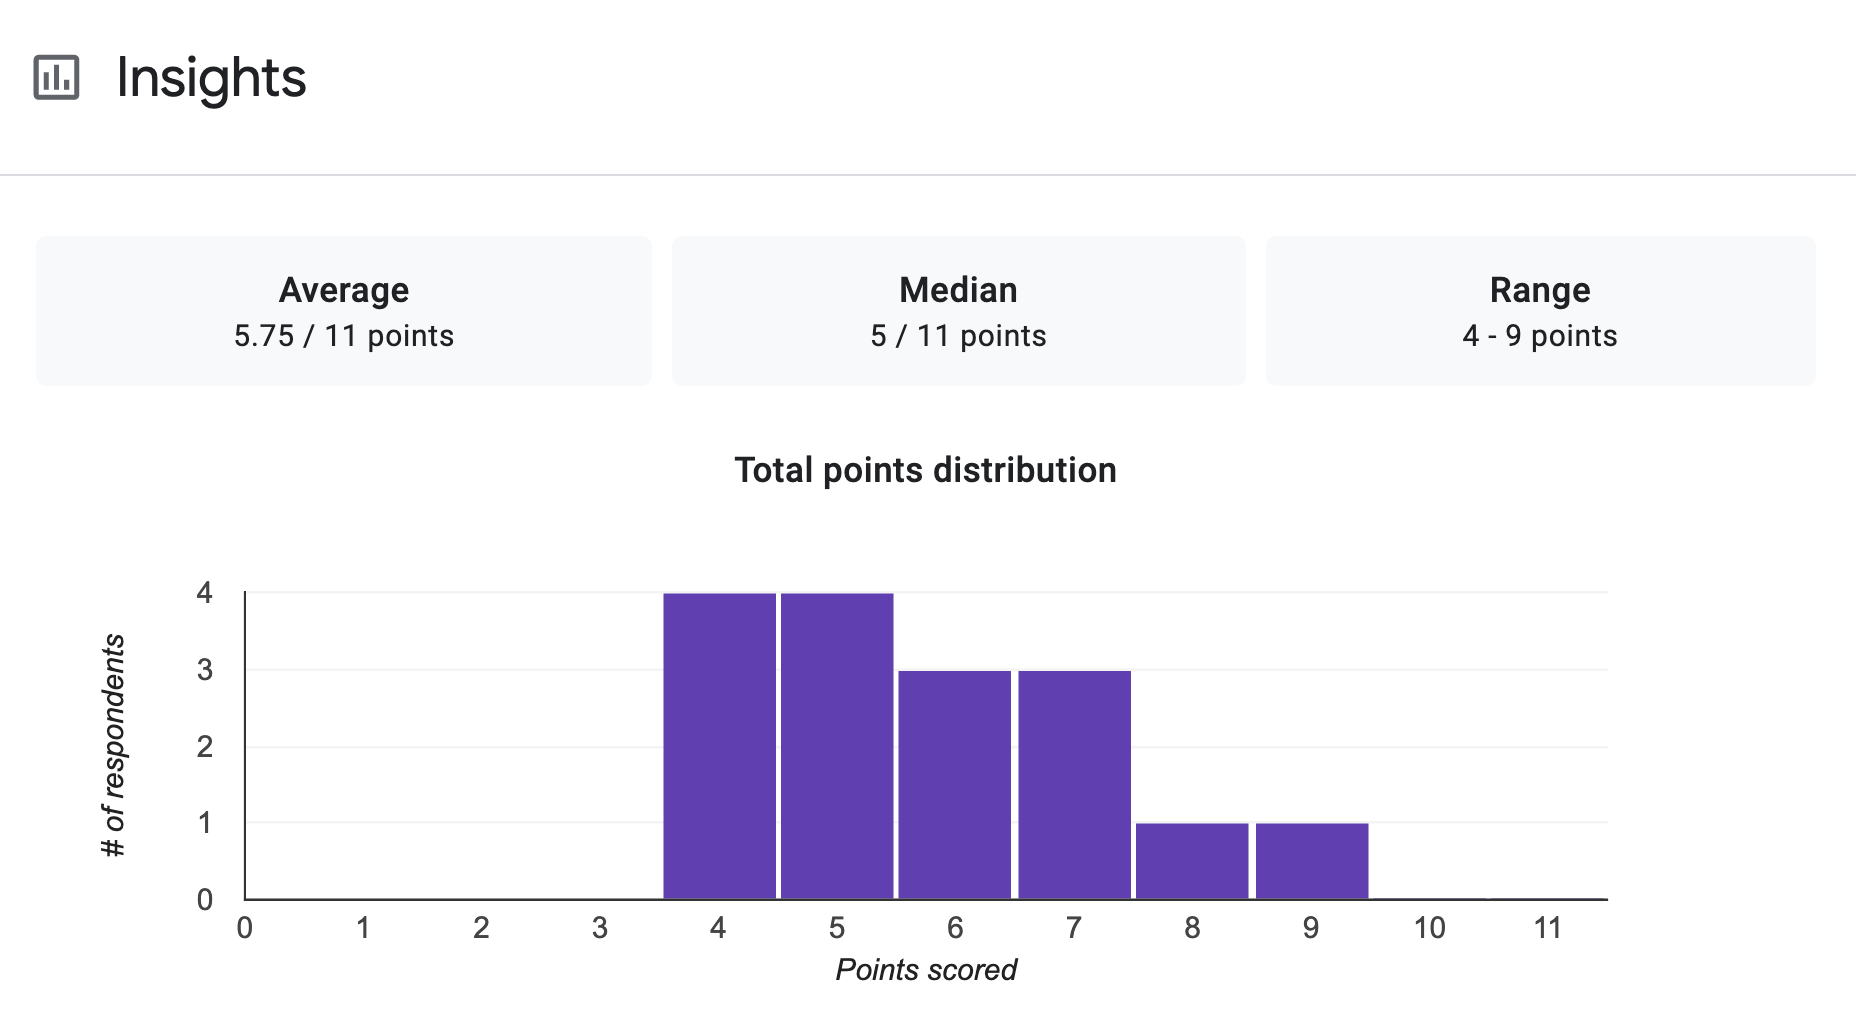 Insights
Average
5.75 / 11 points
Median
5 / 11 points
Range
4 - 9 points
Total points distribution
# of respondents
4
3
2
1
0
0 1 2 3 4 5 6 7 8 9 10 11
Points scored